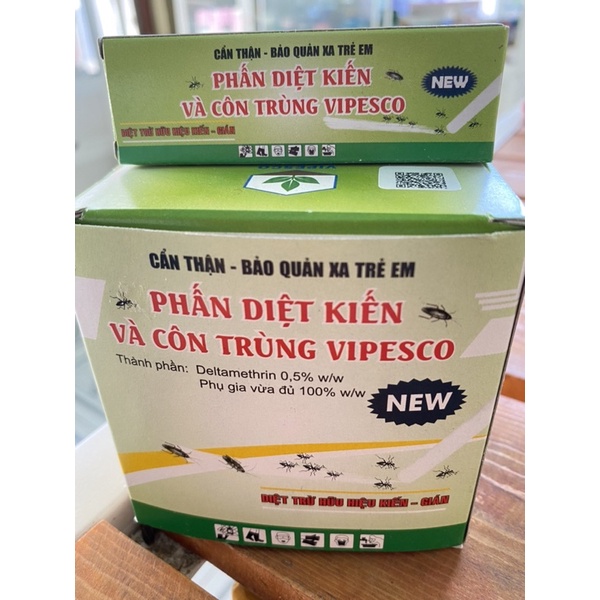 CẨN THẬN - BẢO QUẢN XA TRẺ EM
PHẤN DIỆT KIẾN
VÀ CÔN TRÙNG VIPESCO
NEW
DIỆT TRỪ HỮU HIỆU KIẾN - GIÁN
VIPESCO
CẨN THẬN - BẢO QUẢN XA TRẺ EM
PHẤN DIỆT KIẾN
VÀ CÔN TRÙNG VIPESCO
Thành phần: Deltamethrin 0,5% w/w
Phụ gia vừa đủ 100% w/w
NEW
DIỆT TRỪ HỮU HIỆU KIẾN - GIÁN